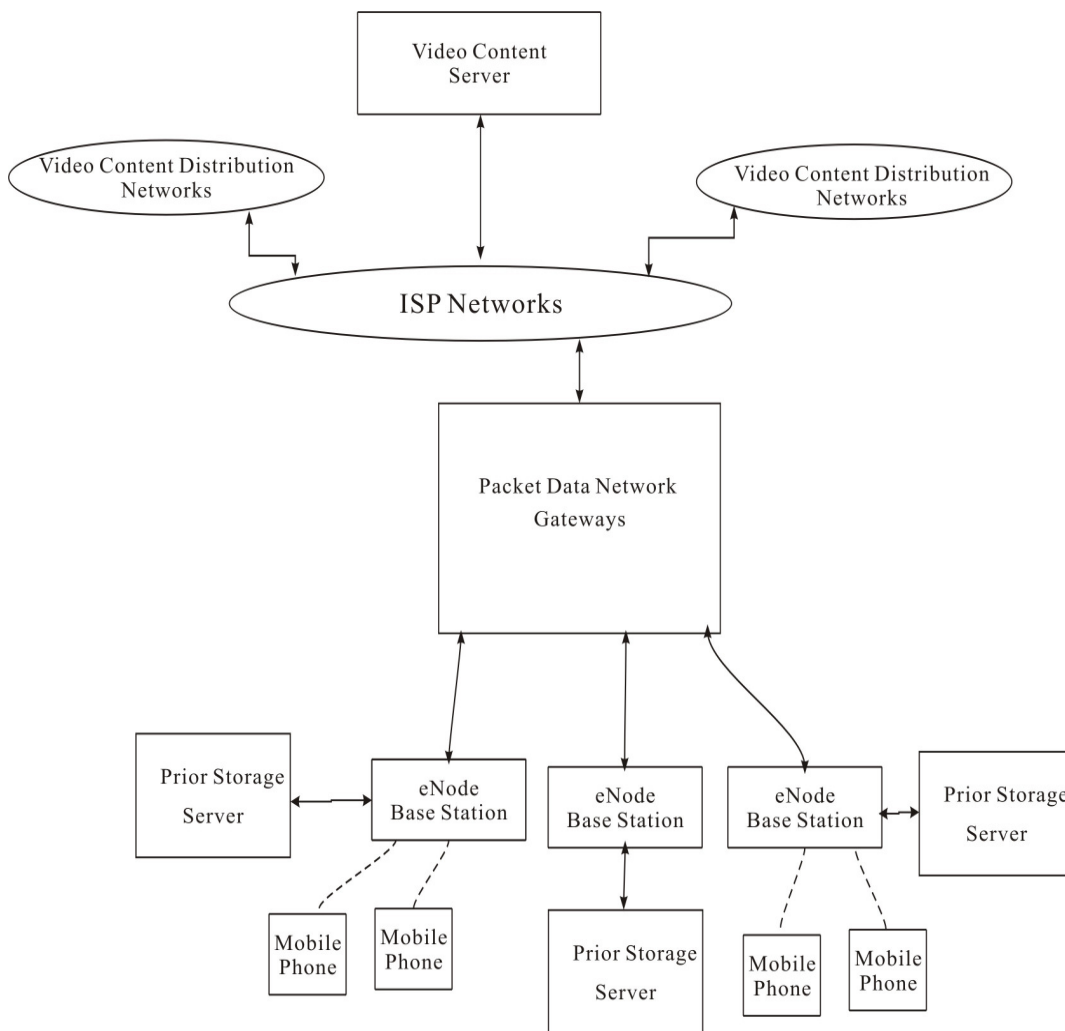 Video Content
Server
Video Content Distribution
Networks
Video Content Distribution
Networks
ISP Networks
Packet Data Network
Gateways
Prior Storage
Server
eNode
Base Station
eNode
Base Station
eNode
Base Station
Prior Storage
Server
Mobile
Phone
Mobile
Phone
Prior Storage
Server
Mobile
Phone
Mobile
Phone